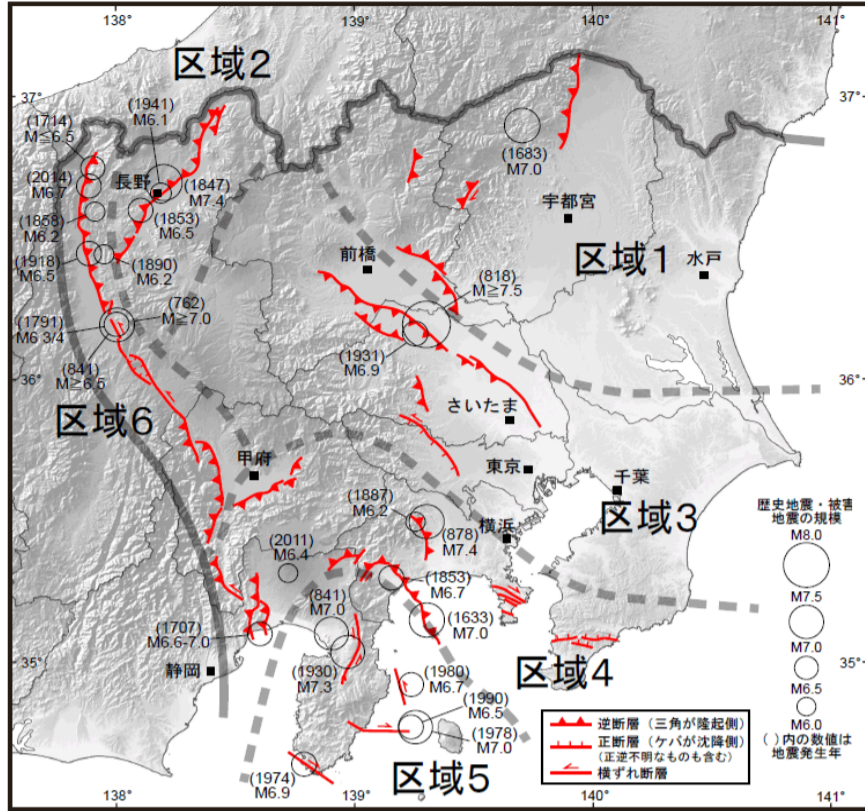 138°
139°
140°
141°
区域2
37°
37°
(1941)
M6.1
(1714)
M≦6.5
(2014)
M6.7
長野
(1683)
M7.0
(1847)
M7.4
(1858)
M6.2
(1853)
M6.5
宇都宮
区域1
前橋
水戸
(1918)
M6.5
(1890)
M6.2
(818)
M≧7.5
(762)
M≧7.0
(1791)
M6 3/4
(1931)
M6.9
(841)
M≧6.5
36°
36°
さいたま
区域6
甲府
東京
千葉
(1887)
M6.2
区域3
横浜
(878)
M7.4
歴史地震・被害
地震の規模
M8.0
(2011)
M6.4
(1853)
M6.7
M7.5
(841)
M7.0
(1633)
M7.0
(1707)
M6.6-7.0
M7.0
35°
静岡
区域4
(1930)
M7.3
(1980)
M6.7
M6.5
(1990)
M6.5
M6.0
(1978)
M7.0
逆断層（三角が隆起側）
正断層（ケバが沈降側）
(正逆不明なものも含む)
横ずれ断層
( )内の数値は
地震発生年
(1974)
M6.9
区域5
138°
139°
140°
141°